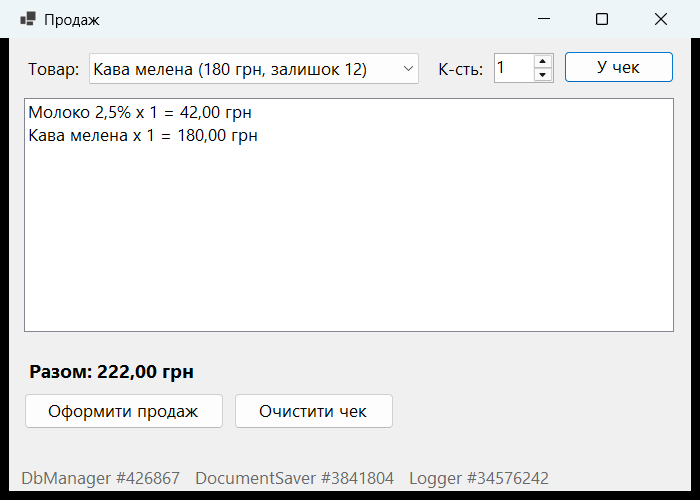 Продаж
Товар: Кава мелена (180 грн, залишок 12) К-сть: 1 У чек
Молоко 2,5% x 1 = 42,00 грн
Кава мелена x 1 = 180,00 грн
Разом: 222,00 грн
Оформити продаж Очистити чек
DbManager #426867 DocumentSaver #3841804 Logger #34576242